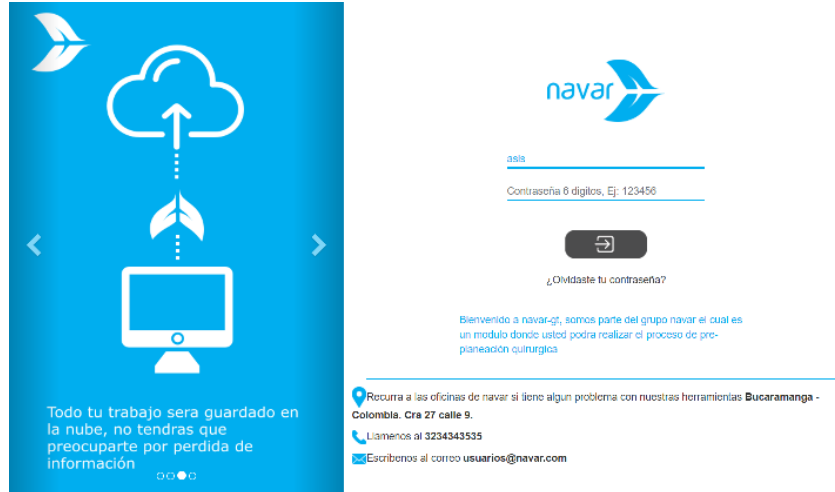 Todo tu trabajo sera guardado en
la nube, no tendras que
preocuparte por perdida de
información
navar
asis
Contraseña 6 digitos, Ej: 123456
¿Olvidaste tu contraseña?
Bienvenido a navar-gt, somos parte del grupo navar el cual es
un modulo donde usted podra realizar el proceso de pre-
planeación quirurgica
Recurra a las oficinas de navar si tiene algun problema con nuestras herramientas Bucaramanga -
Colombia. Cra 27 calle 9.
Llamenos al 3234343535
Escribenos al correo usuarios@navar.com